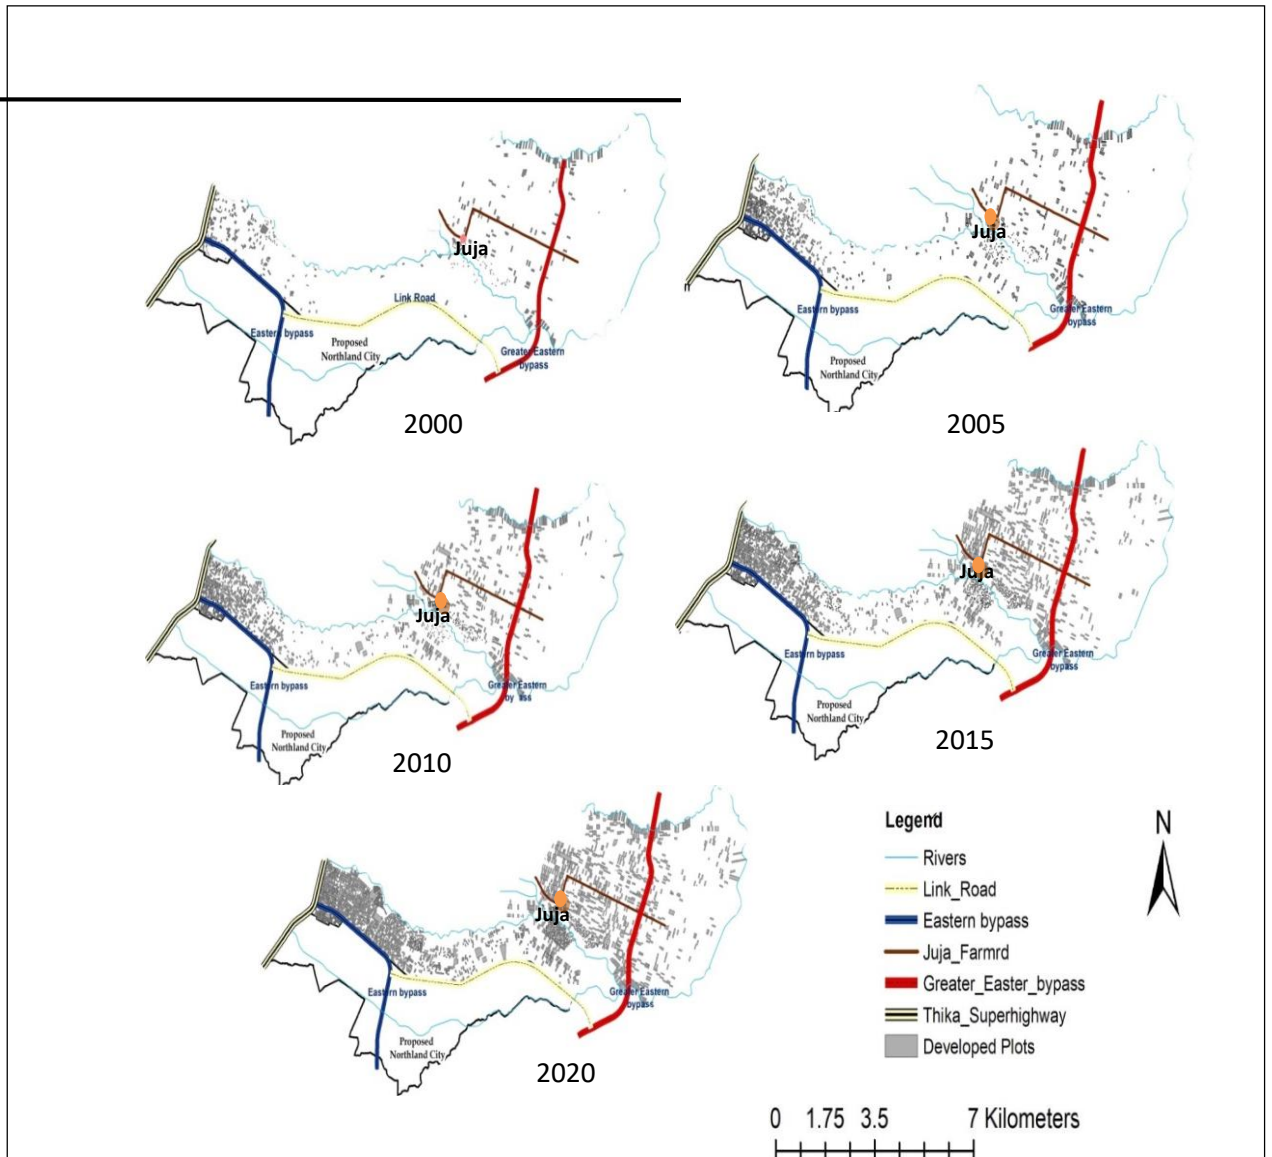 Juja
Link Road
Eastern bypass
Proposed
Northland City
Greater Eastern
bypass
2000
Juja
Eastern bypass
Proposed
Northland City
Greater Eastern
bypass
2005
Juja
Eastern bypass
Proposed
Northland City
Greater Eastern
bypass
2010
Juja
Eastern bypass
Proposed
Northland City
Greater Eastern
bypass
2015
Juja
Eastern bypass
Proposed
Northland City
Greater Eastern
bypass
2020
Legend
Rivers
Link_Road
Eastern bypass
Juja_Farmrd
Greater_Easter_bypass
Thika_Superhighway
Developed Plots
N
0 1.75 3.5 7 Kilometers